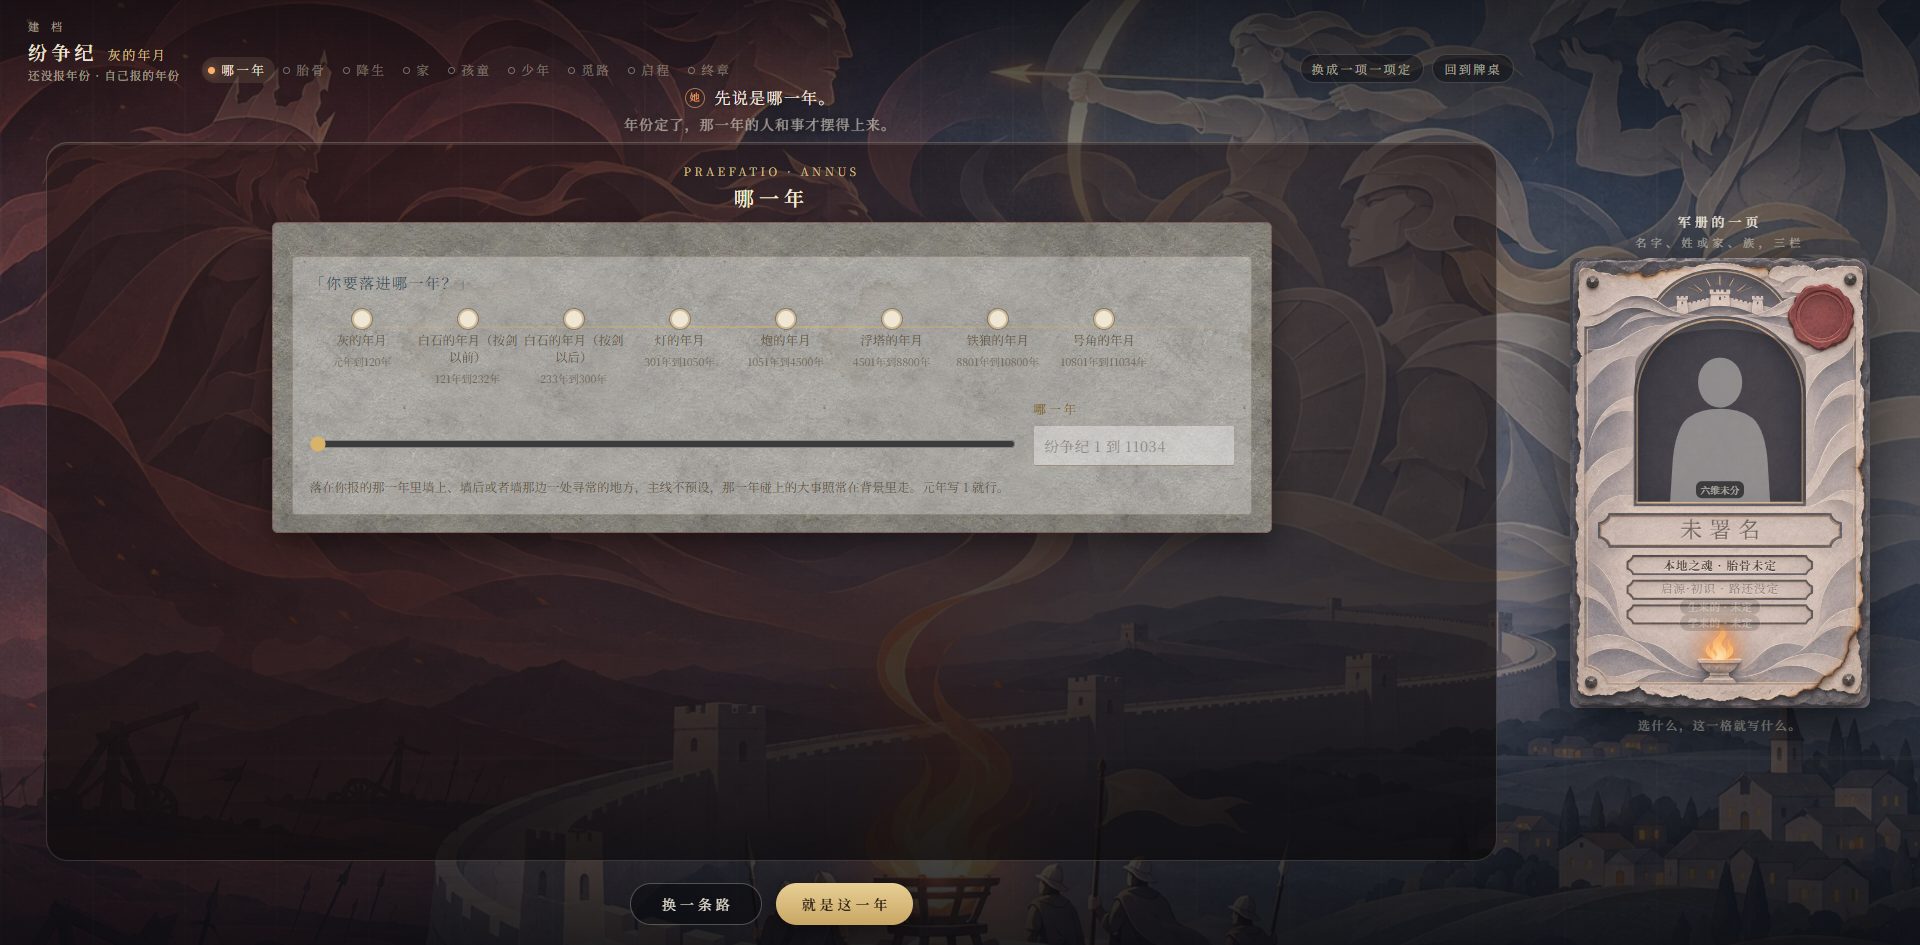 建 档
纷争纪 灰的年月
还没报年份 · 自己报的年份
哪一年 胎骨 降生 家 孩童 少年 觅路 启程 终章
换成一项一项定 回到牌桌
她 先说是哪一年。
年份定了，那一年的人和事才摆得上来。
PRAEFATIO · ANNUS
哪一年
「你要落进哪一年？」
灰的年月
元年到120年
白石的年月（按剑以前）
121年到232年
白石的年月（按剑以后）
233年到300年
灯的年月
301年到1050年
炮的年月
1051年到4500年
浮塔的年月
4501年到8800年
铁狼的年月
8801年到10800年
号角的年月
10801年到11034年
哪一年
纷争纪 1 到 11034
落在你报的那一年里墙上、墙后或者墙那边一处寻常的地方，主线不预设，那一年碰上的大事照常在背景里走。元年写 1 就行。
换一条路
就是这一年
军册的一页
名字、姓或家、族，三栏
六维未分
未署名
本地之魂 · 胎骨未定
启源·初识 · 路还没定
生来的 · 未定
学来的 · 未定
选什么，这一格就写什么。